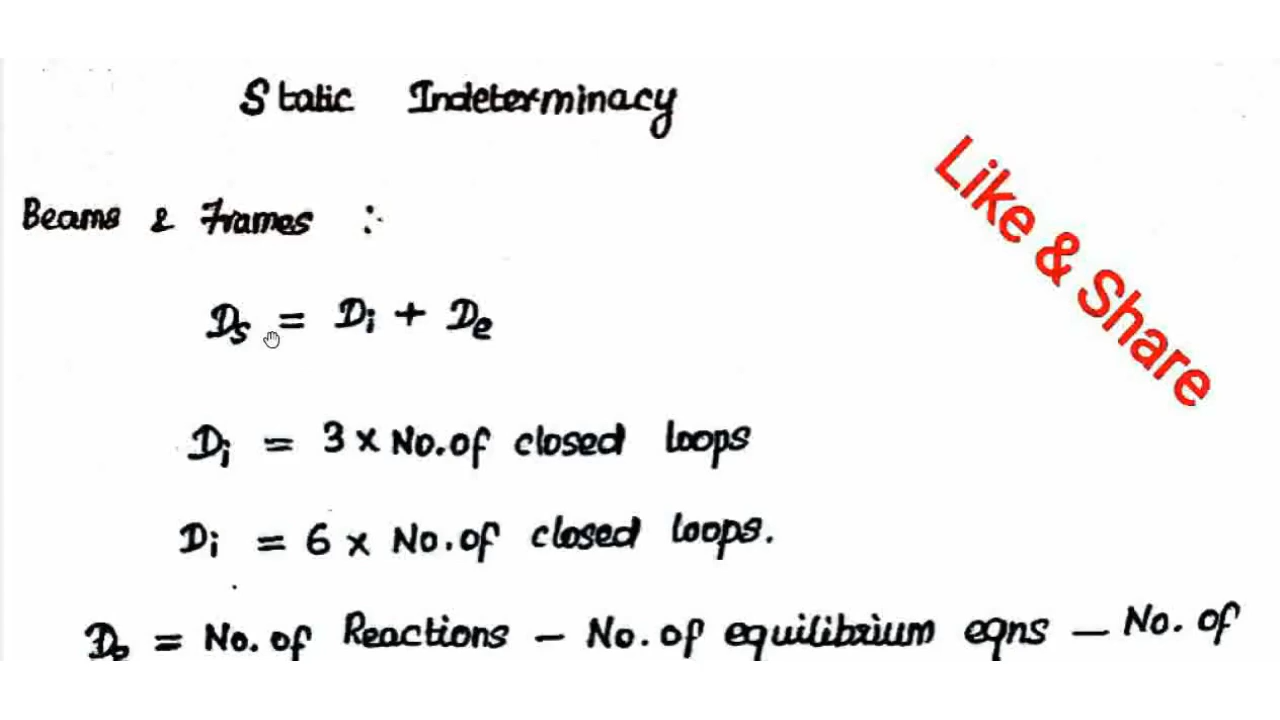 Static Indeterminacy
Like & Share
Beams & Frames :-
Ds = Di + De
Di = 3 x No. of closed loops
Di = 6 x No. of closed loops.
De = No. of Reactions - No. of equilibrium eqns - No. of